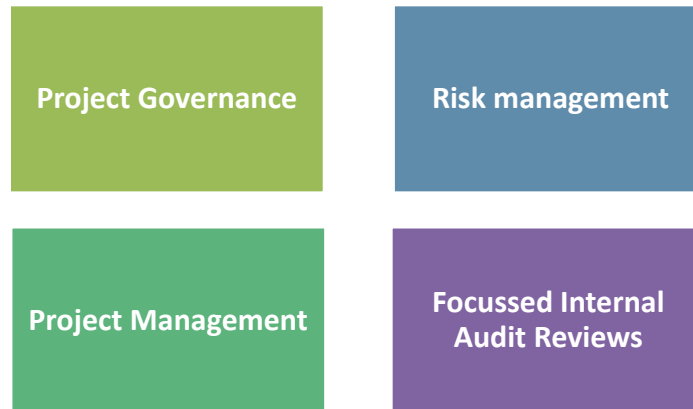 Project Governance
Risk management
Project Management
Focussed Internal
Audit Reviews